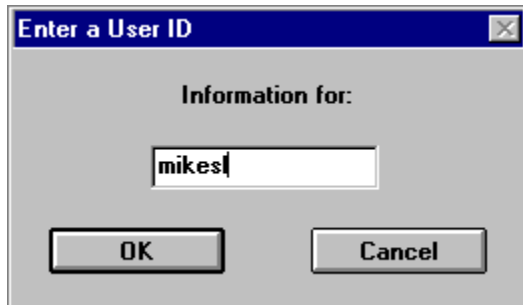 Enter a User ID
Information for:
mikesl
OK
Cancel